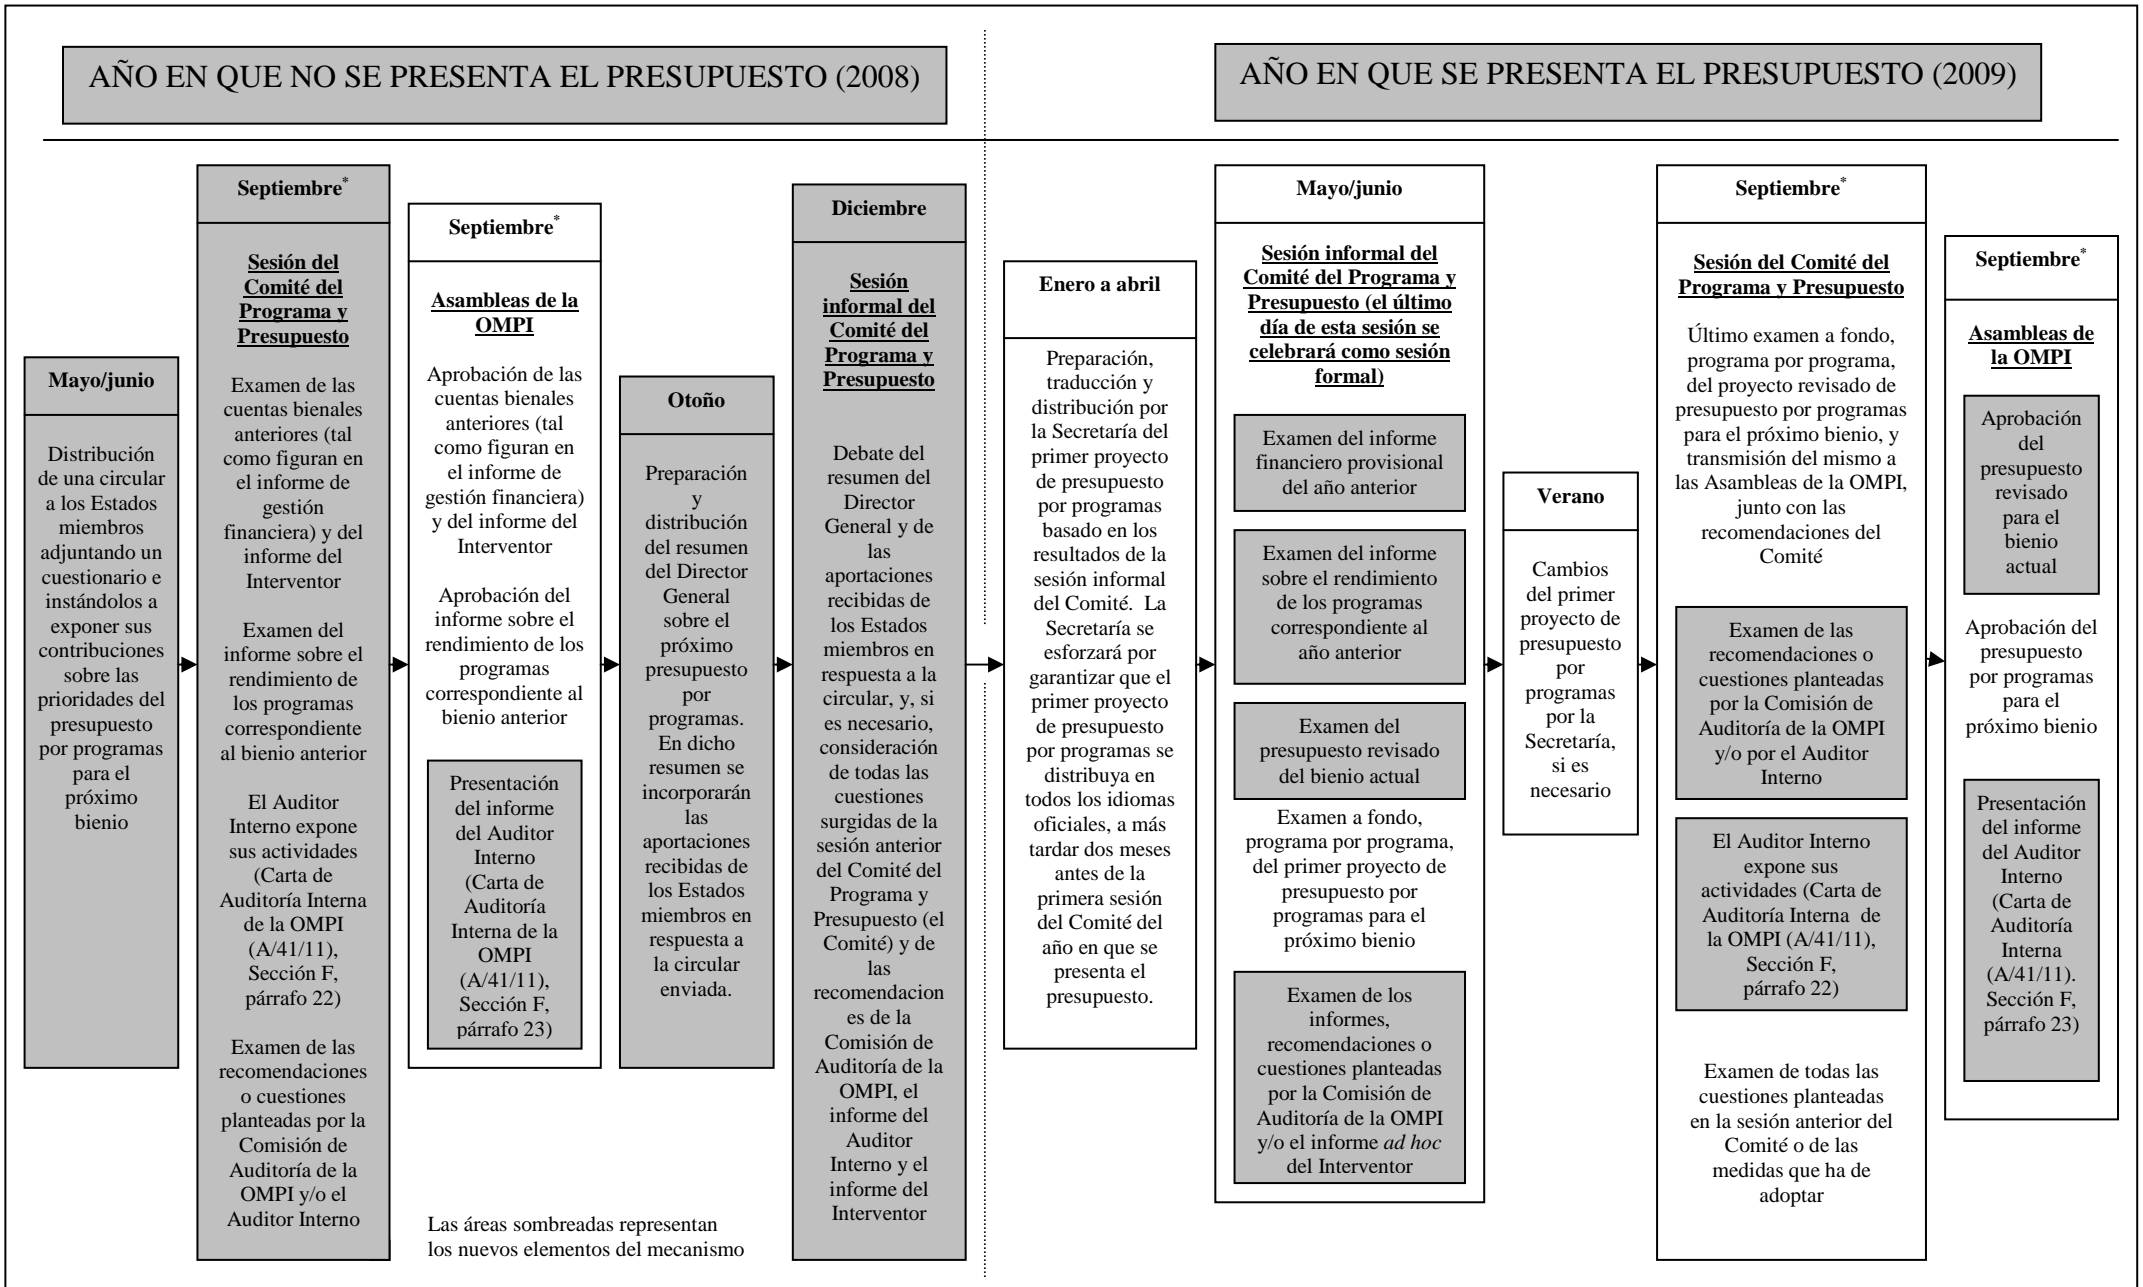 AÑO EN QUE NO SE PRESENTA EL PRESUPUESTO (2008)
AÑO EN QUE SE PRESENTA EL PRESUPUESTO (2009)
Mayo/junio
Distribución
de una circular
a los Estados
miembros
adjuntando un
cuestionario e
instándolos a
exponer sus
contribuciones
sobre las
prioridades del
presupuesto
por programas
para el
próximo
bienio
Septiembre*
Sesión del
Comité del
Programa y
Presupuesto
Examen de las
cuentas bienales
anteriores (tal
como figuran en
el informe de
gestión
financiera) y del
informe del
Interventor
Examen del
informe sobre el
rendimiento de
los programas
correspondiente
al bienio anterior
El Auditor
Interno expone
sus actividades
(Carta de
Auditoría Interna
de la OMPI
(A/41/11),
Sección F,
párrafo 22)
Examen de las
recomendaciones
o cuestiones
planteadas por la
Comisión de
Auditoría de la
OMPI y/o el
Auditor Interno
Septiembre*
Asambleas de la
OMPI
Aprobación de las
cuentas bienales
anteriores (tal
como figuran en
el informe de
gestión financiera)
y del informe del
Interventor
Aprobación del
informe sobre el
rendimiento de los
programas
correspondiente al
bienio anterior
Presentación
del informe
del Auditor
Interno
(Carta de
Auditoría
Interna de la
OMPI
(A/41/11),
Sección F,
párrafo 23)
Otoño
Preparación
y
distribución
del resumen
del Director
General
sobre el
próximo
presupuesto
por
programas.
En dicho
resumen se
incorporarán
las
aportaciones
recibidas de
los Estados
miembros en
respuesta a
la circular
enviada.
Diciembre
Sesión
informal del
Comité del
Programa y
Presupuesto
Debate del
resumen del
Director
General y de
las
aportaciones
recibidas de
los Estados
miembros en
respuesta a la
circular, y, si
es necesario,
consideración
de todas las
cuestiones
surgidas de la
sesión anterior
del Comité del
Programa y
Presupuesto (el
Comité) y de
las
recomendacion
es de la
Comisión de
Auditoría de la
OMPI, el
informe del
Auditor
Interno y el
informe del
Interventor
Enero a abril
Preparación,
traducción y
distribución por
la Secretaría del
primer proyecto
de presupuesto
por programas
basado en los
resultados de la
sesión informal
del Comité.  La
Secretaría se
esforzará por
garantizar que el
primer proyecto
de presupuesto
por programas se
distribuya en
todos los idiomas
oficiales, a más
tardar dos meses
antes de la
primera sesión
del Comité del
año en que se
presenta el
presupuesto.
Mayo/junio
Sesión informal del
Comité del Programa y
Presupuesto (el último
día de esta sesión se
celebrará como sesión
formal)
Examen del informe
financiero provisional
del año anterior
Examen del informe
sobre el rendimiento
de los programas
correspondiente al
año anterior
Examen del
presupuesto revisado
del bienio actual
Examen a fondo,
programa por programa,
del primer proyecto de
presupuesto por
programas para el
próximo bienio
Examen de los
informes,
recomendaciones o
cuestiones planteadas
por la Comisión de
Auditoría de la OMPI
y/o el informe ad hoc
del Interventor
Verano
Cambios
del primer
proyecto de
presupuesto
por
programas
por la
Secretaría,
si es
necesario
Septiembre*
Sesión del Comité del
Programa y Presupuesto
Último examen a fondo,
programa por programa,
del proyecto revisado de
presupuesto por programas
para el próximo bienio, y
transmisión del mismo a
las Asambleas de la OMPI,
junto con las
recomendaciones del
Comité
Examen de las
recomendaciones o
cuestiones planteadas
por la Comisión de
Auditoría de la OMPI
y/o por el Auditor
Interno
El Auditor Interno
expone sus
actividades (Carta de
Auditoría Interna  de
la OMPI (A/41/11),
Sección F,
párrafo 22)
Examen de todas las
cuestiones planteadas
en la sesión anterior del
Comité o de las
medidas que ha de
adoptar
Septiembre*
Asambleas de
la OMPI
Aprobación
del
presupuesto
revisado
para el
bienio
actual
Aprobación del
presupuesto
por programas
para el
próximo bienio
Presentación
del informe
del Auditor
Interno
(Carta de
Auditoría
Interna
(A/41/11).
Sección F,
párrafo 23)
Las áreas sombreadas representan
los nuevos elementos del mecanismo